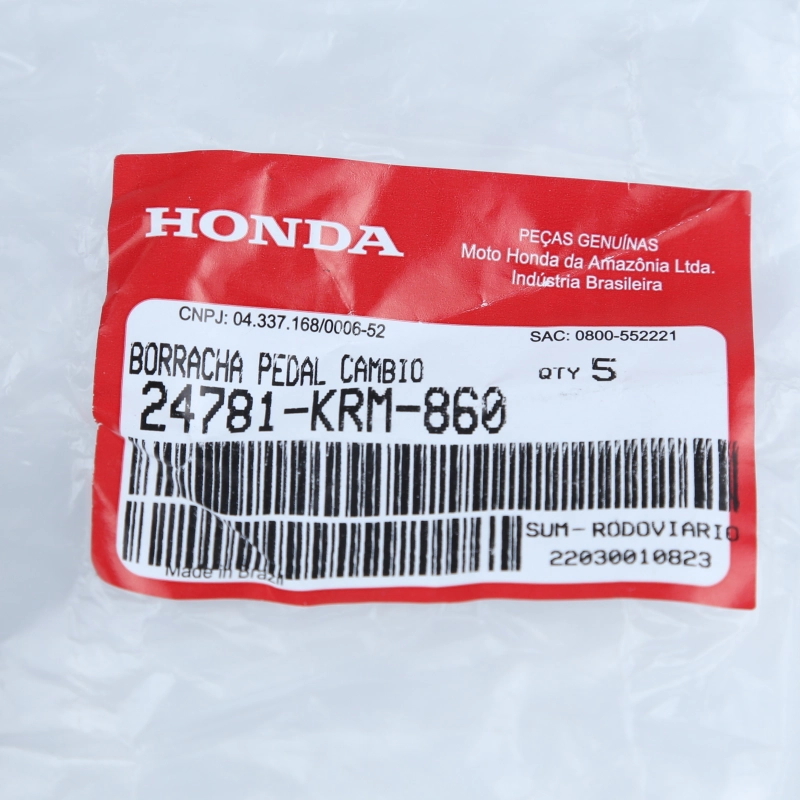 HONDA
PEÇAS GENUÍNAS
Moto Honda da Amazônia Ltda.
Indústria Brasileira
CNPJ: 04.337.168/0006-52
SAC: 0800-552221
BORRACHA PEDAL CAMBIO
QTY 5
24781-KRM-860
SUM-RODOVIARIO
22030010823
Made in Brazil